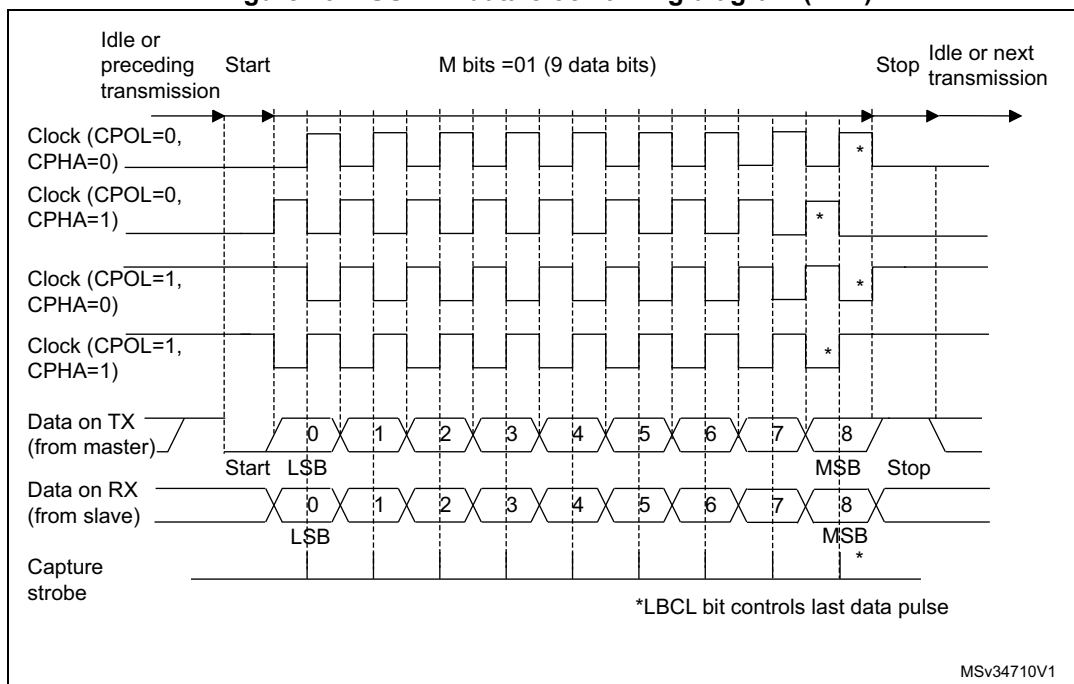 Idle or preceding transmission
Start
M bits =01 (9 data bits)
Stop
Idle or next transmission
Clock (CPOL=0, CPHA=0)
*
Clock (CPOL=0, CPHA=1)
*
Clock (CPOL=1, CPHA=0)
*
Clock (CPOL=1, CPHA=1)
*
Data on TX (from master)
0 1 2 3 4 5 6 7 8
Start LSB MSB Stop
Data on RX (from slave)
0 1 2 3 4 5 6 7 8
LSB MSB
Capture strobe
*
*LBCL bit controls last data pulse
MSv34710V1